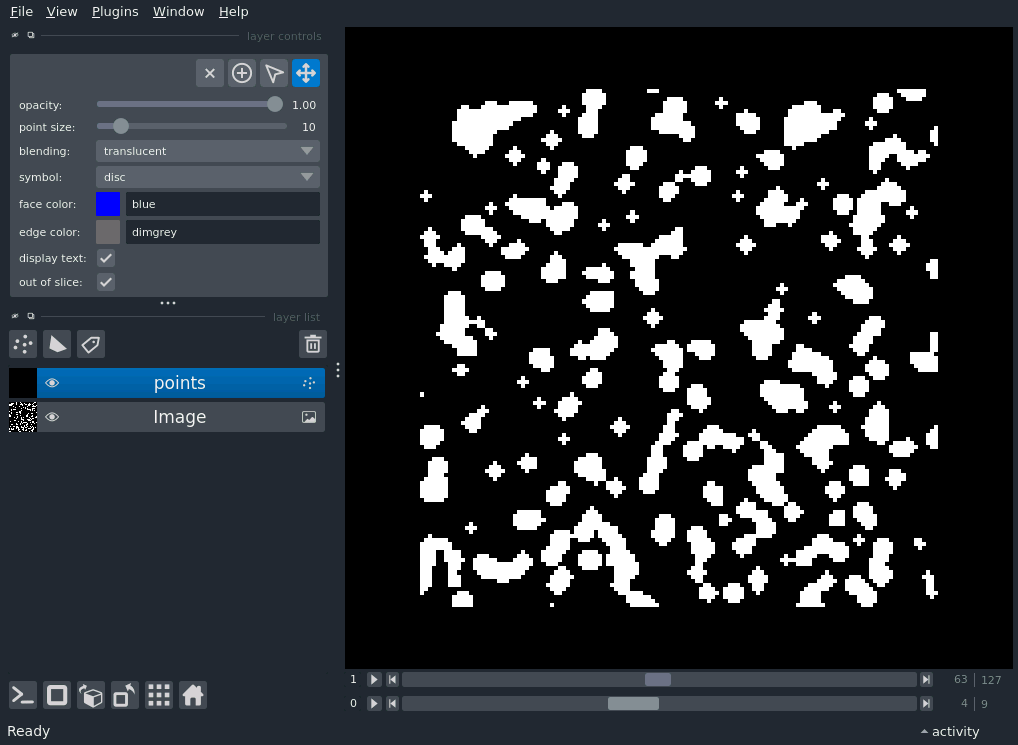 File View Plugins Window Help
layer controls
opacity: 1.00
point size: 10
blending: translucent
symbol: disc
face color: blue
edge color: dimgrey
display text:
out of slice:
layer list
points
Image
1 63 127
0 4 9
Ready activity